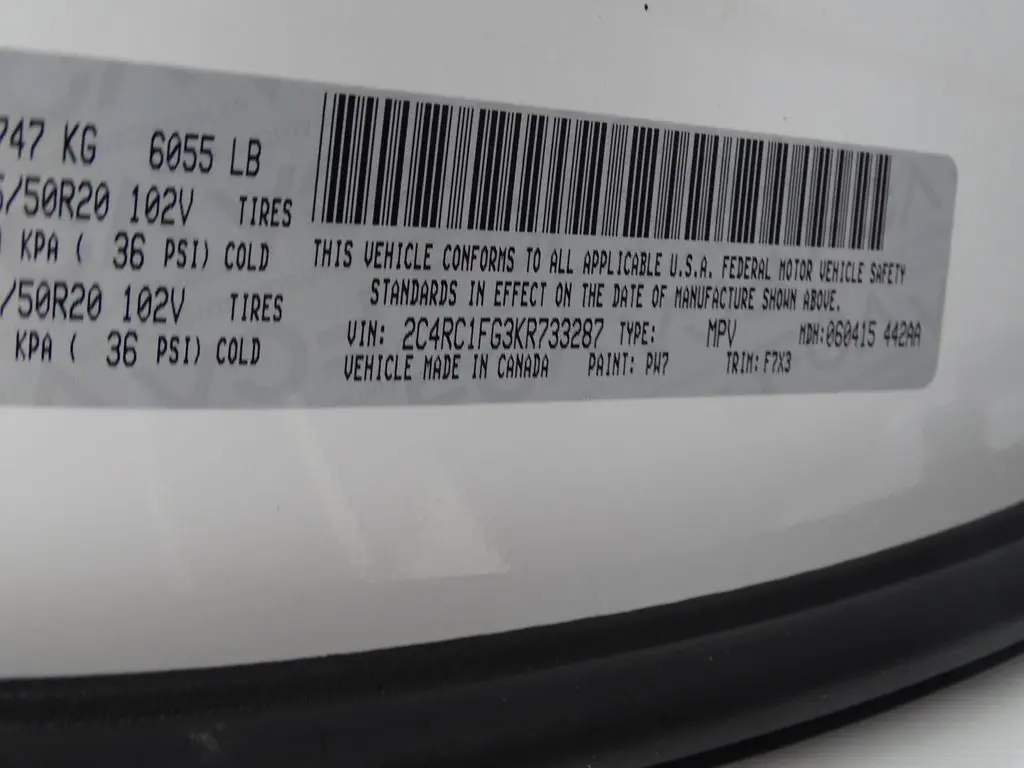 747 KG 6055 LB
/50R20 102V TIRES
KPA ( 36 PSI) COLD
/50R20 102V TIRES
KPA ( 36 PSI) COLD
THIS VEHICLE CONFORMS TO ALL APPLICABLE U.S.A. FEDERAL MOTOR VEHICLE SAFETY
STANDARDS IN EFFECT ON THE DATE OF MANUFACTURE SHOWN ABOVE.
VIN: 2C4RC1FG3KR733287 TYPE: MPV MDH:060415 442AA
VEHICLE MADE IN CANADA PAINT: PW7 TRIM: F7X3